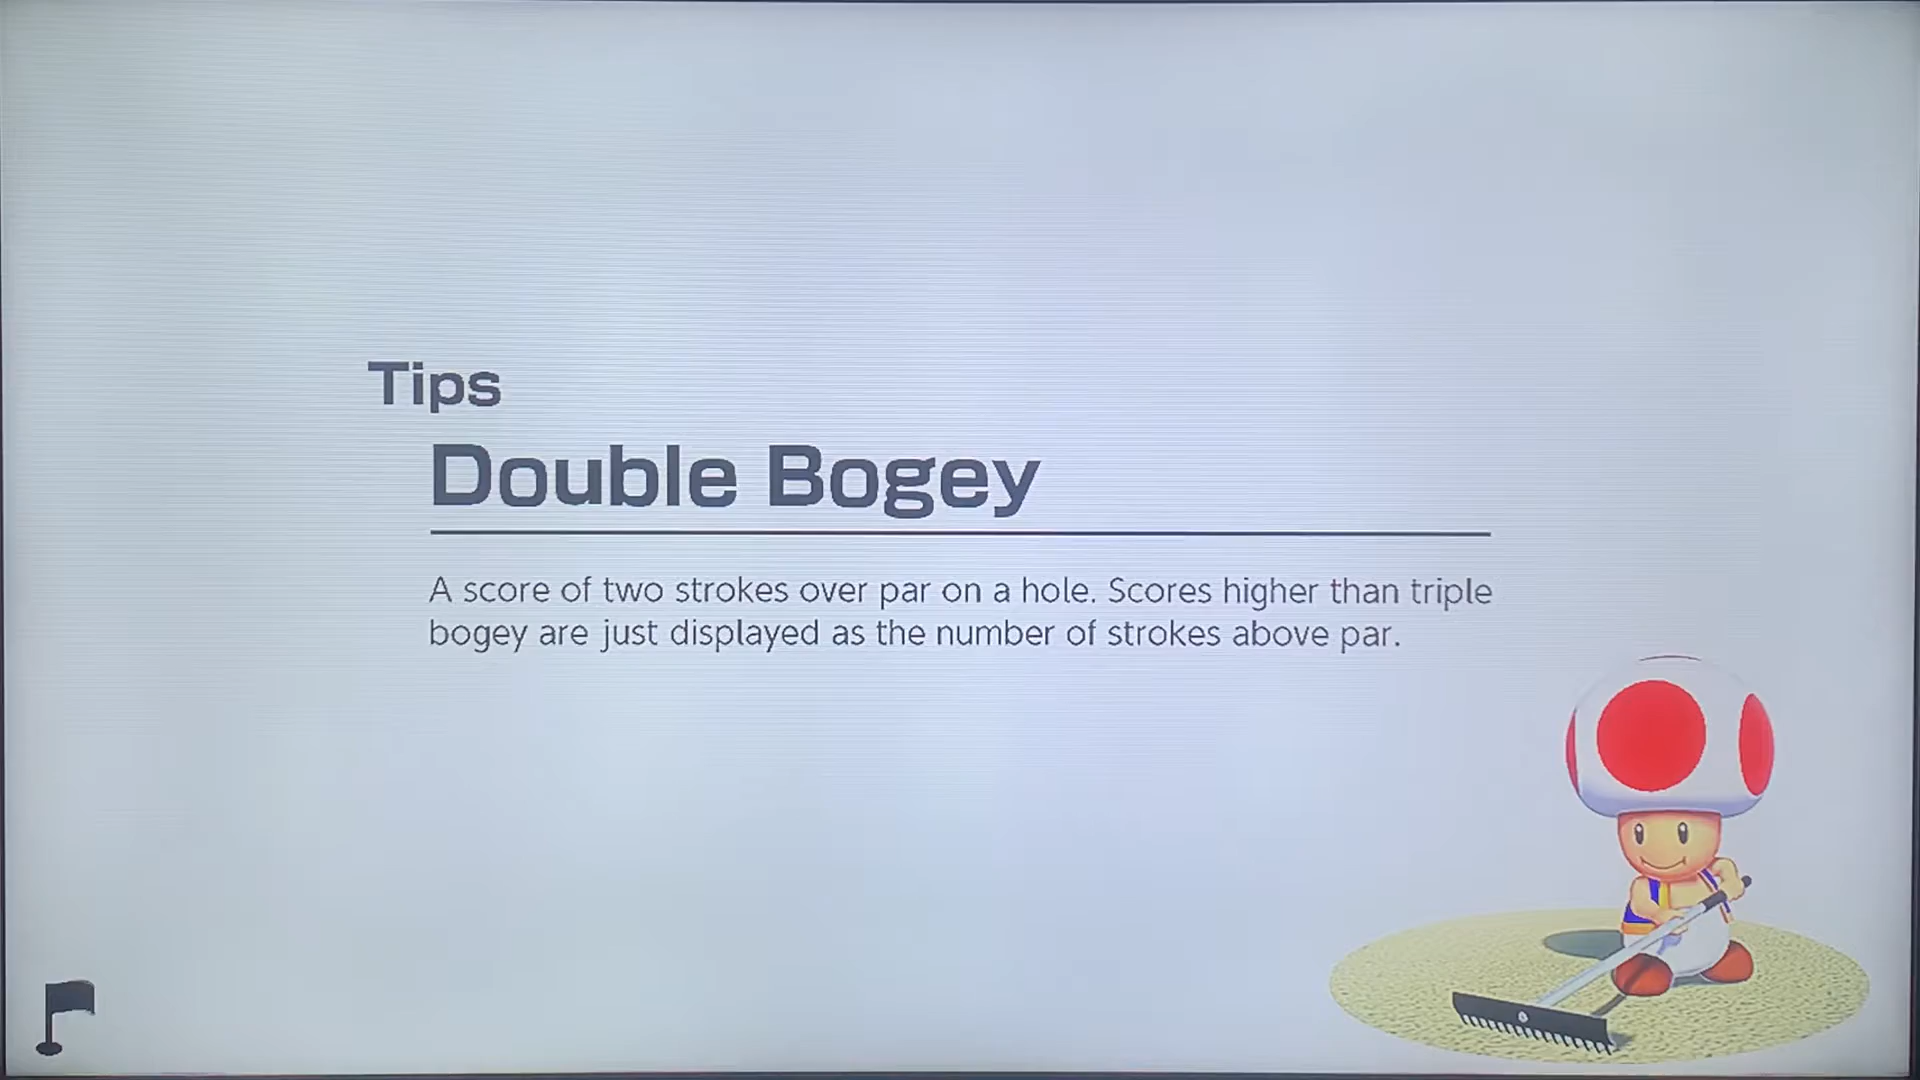 Tips
Double Bogey
A score of two strokes over par on a hole. Scores higher than triple
bogey are just displayed as the number of strokes above par.